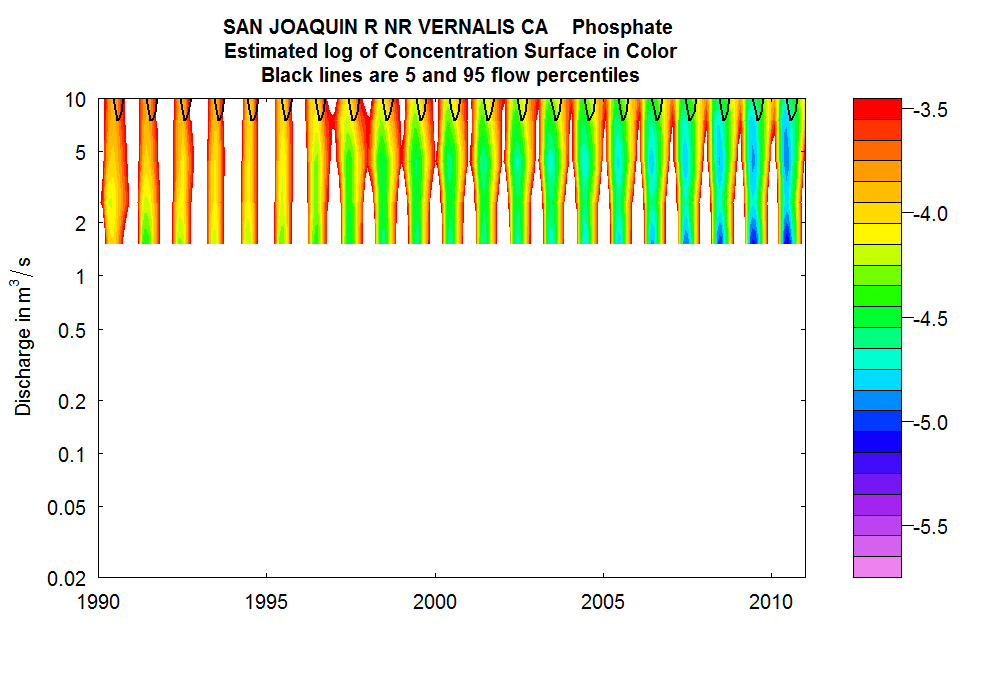 SAN JOAQUIN R NR VERNALIS CA Phosphate
Estimated log of Concentration Surface in Color
Black lines are 5 and 95 flow percentiles
Discharge in m³/s
10
5
2
1
0.5
0.2
0.1
0.05
0.02
1990 1995 2000 2005 2010
-3.5
-4.0
-4.5
-5.0
-5.5